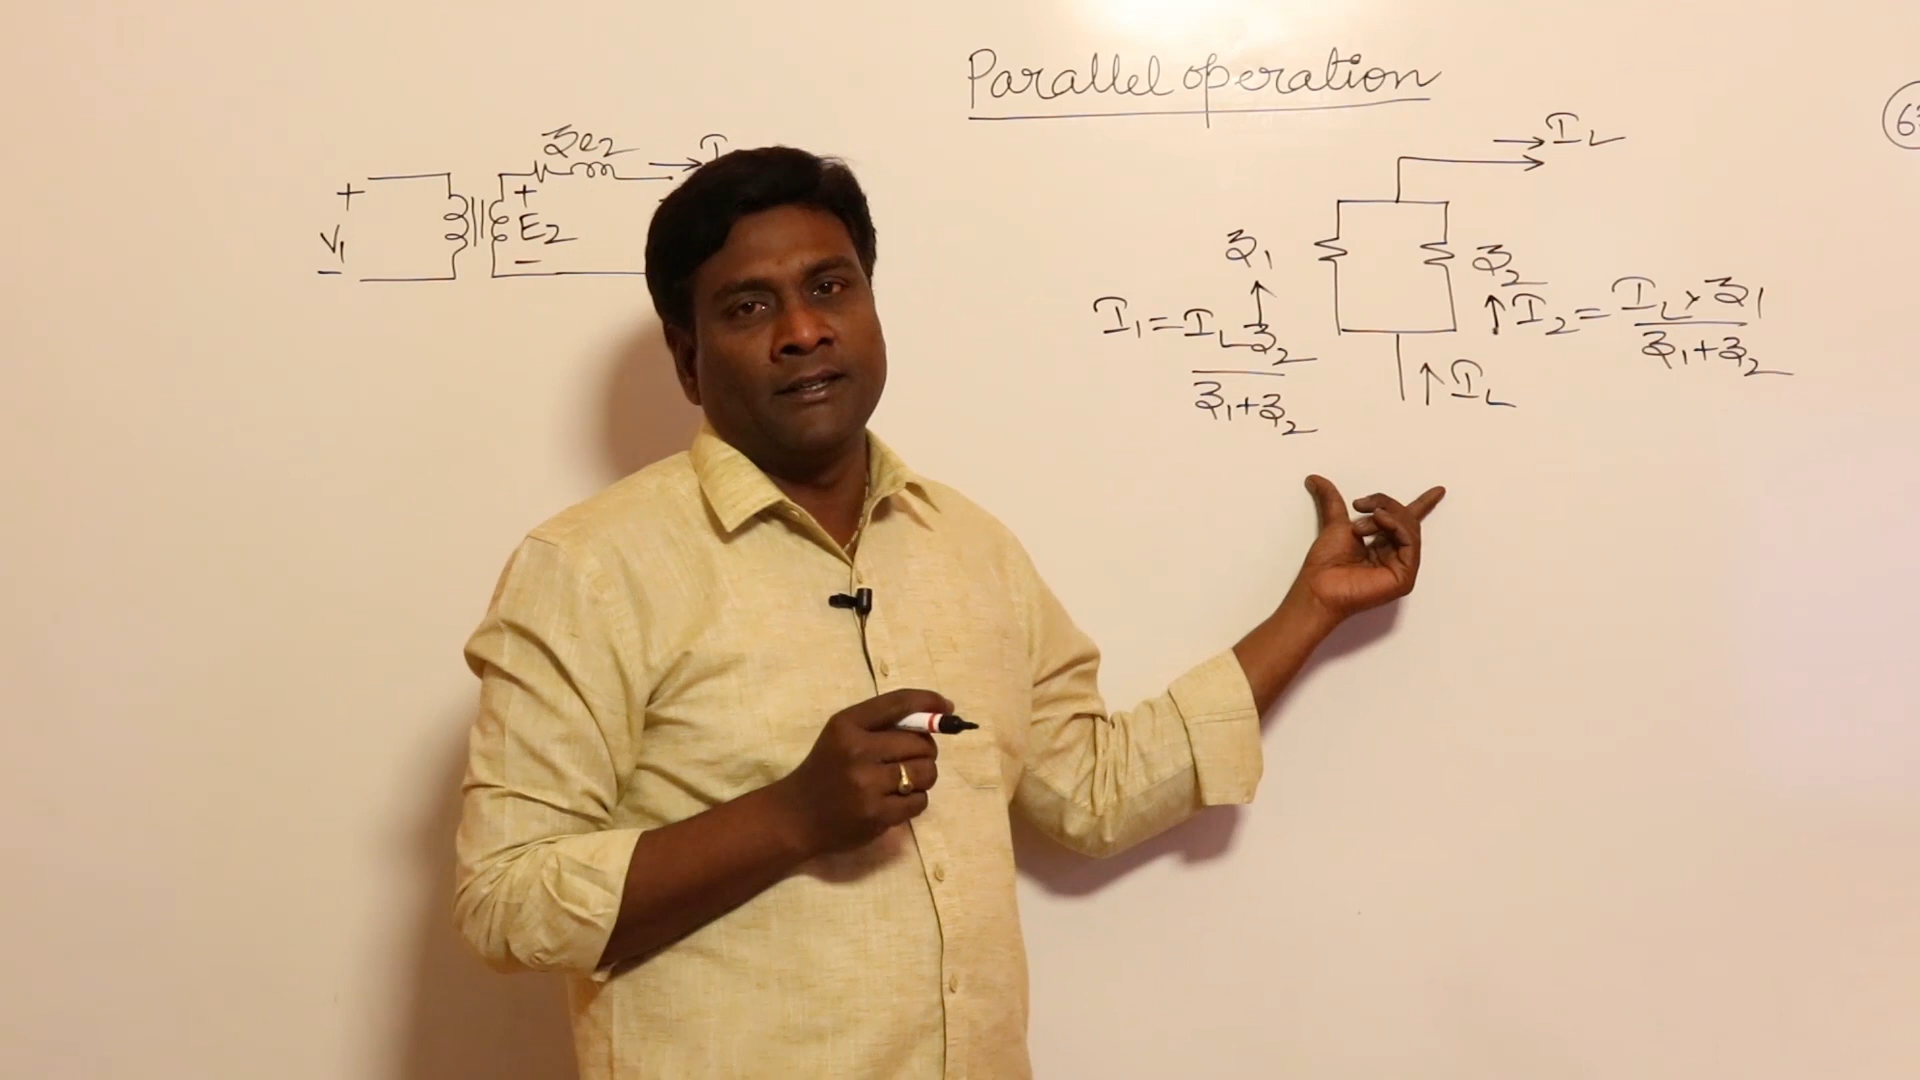 Parallel operation
Ze2
I
+
V1
-
+
E2
-
IL
Z1
Z2
I1 = IL Z2
Z1+Z2
I2 = IL x Z1
Z1+Z2
IL